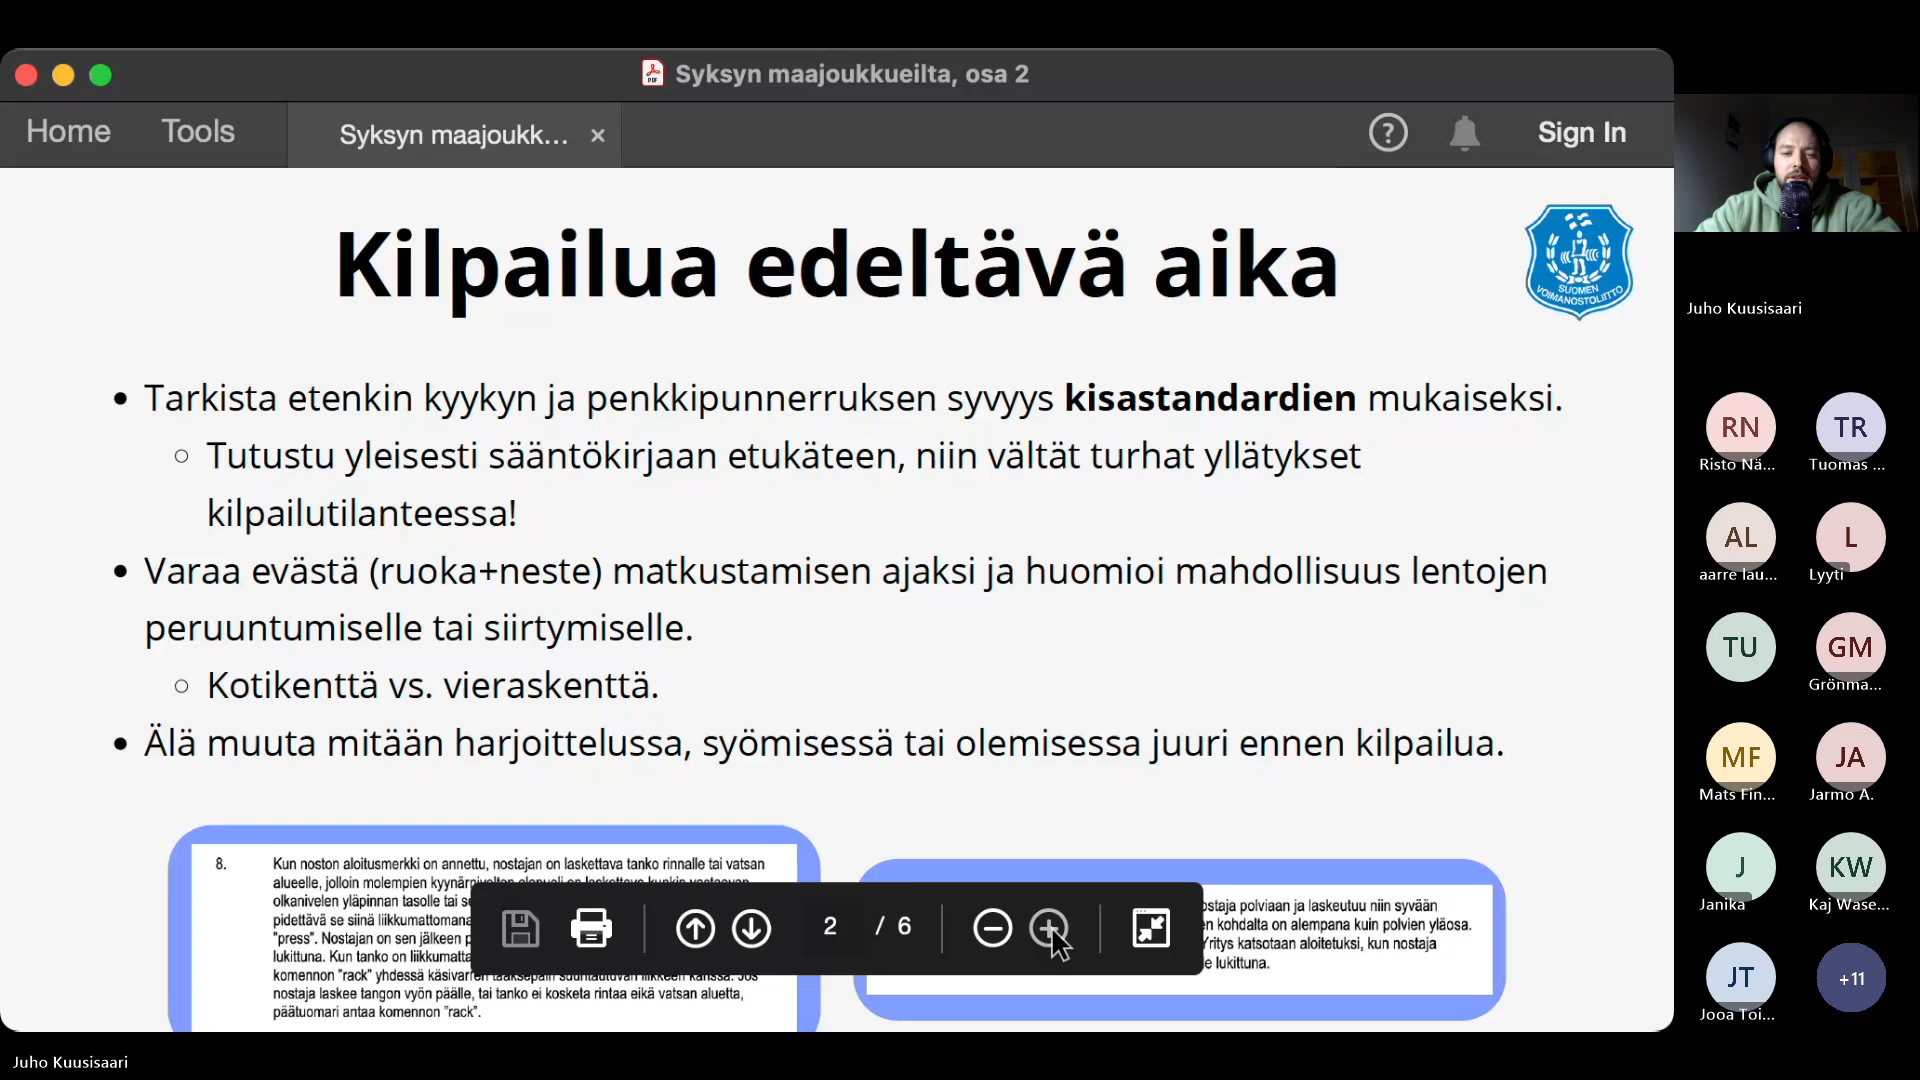 Syksyn maajoukkueilta, osa 2
Home
Tools
Syksyn maajoukk...
Sign In
Kilpailua edeltävä aika
SUOMEN
VOIMANOSTOLIITTO
• Tarkista etenkin kyykyn ja penkkipunnerruksen syvyys kisastandardien mukaiseksi.
○ Tutustu yleisesti sääntökirjaan etukäteen, niin vältät turhat yllätykset
kilpailutilanteessa!
• Varaa evästä (ruoka+neste) matkustamisen ajaksi ja huomioi mahdollisuus lentojen
peruuntumiselle tai siirtymiselle.
○ Kotikenttä vs. vieraskenttä.
• Älä muuta mitään harjoittelussa, syömisessä tai olemisessa juuri ennen kilpailua.
8. Kun noston aloitusmerkki on annettu, nostajan on laskettava tanko rinnalle tai vatsan
alueelle, jolloin molempien
olkanivelen yläpinnan tasolle tai
pidettävä se siinä liikkumattomana
"press". Nostajan on sen jälkeen
lukittuna. Kun tanko on liikkumatto
komennon "rack" yhdessä käsivarren taaksepäin suuntautuvan liikkeen kanssa. Jos
nostaja laskee tangon vyön päälle, tai tanko ei kosketa rintaa eikä vatsan aluetta,
päätuomari antaa komennon "rack".
ostaja polviaan ja laskeutuu niin syvään
en kohdalta on alempana kuin polvien yläosa.
Yritys katsotaan aloitetuksi, kun nostaja
lukittuna.
2 / 6
Juho Kuusisaari
RN
Risto Nä...
TR
Tuomas ...
AL
aarre lau...
L
Lyyti
TU
GM
Grönma...
MF
Mats Fin...
JA
Jarmo A.
J
Janika
KW
Kaj Wase...
JT
Jooa Toi...
+11
Juho Kuusisaari